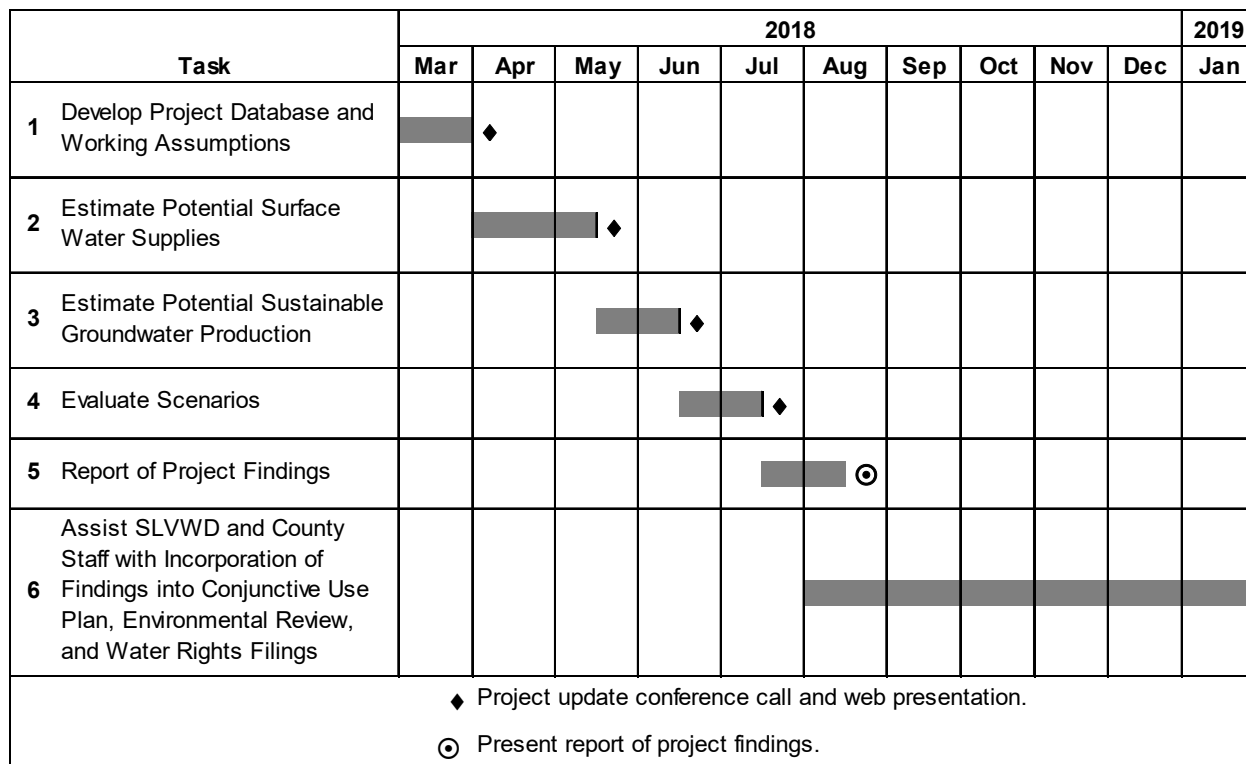 2018 2019
Task Mar Apr May Jun Jul Aug Sep Oct Nov Dec Jan
1 Develop Project Database and
Working Assumptions
2 Estimate Potential Surface
Water Supplies
3 Estimate Potential Sustainable
Groundwater Production
4 Evaluate Scenarios
5 Report of Project Findings
Assist SLVWD and County
Staff with Incorporation of
6 Findings into Conjunctive Use
Plan, Environmental Review,
and Water Rights Filings
Project update conference call and web presentation.
Present report of project findings.